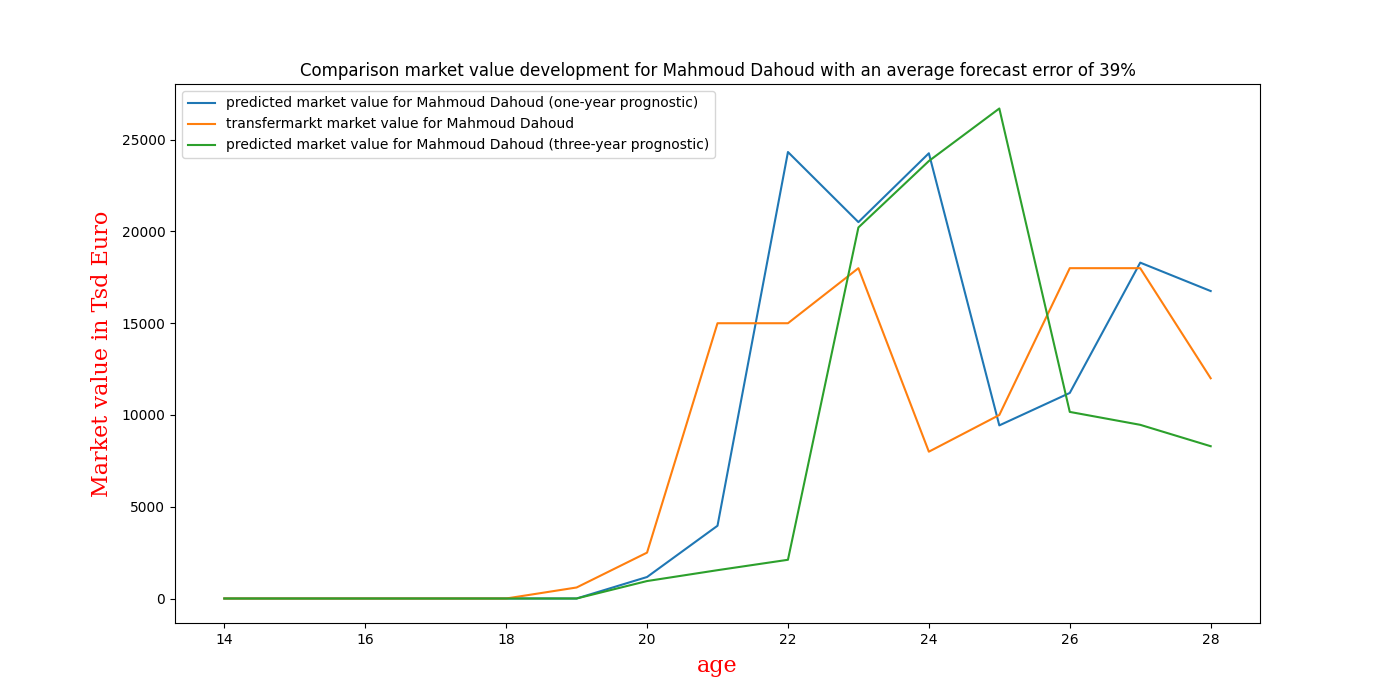 Comparison market value development for Mahmoud Dahoud with an average forecast error of 39%
predicted market value for Mahmoud Dahoud (one-year prognostic)
transfermarkt market value for Mahmoud Dahoud
predicted market value for Mahmoud Dahoud (three-year prognostic)
Market value in Tsd Euro
25000
20000
15000
10000
5000
0
14 16 18 20 22 24 26 28
age